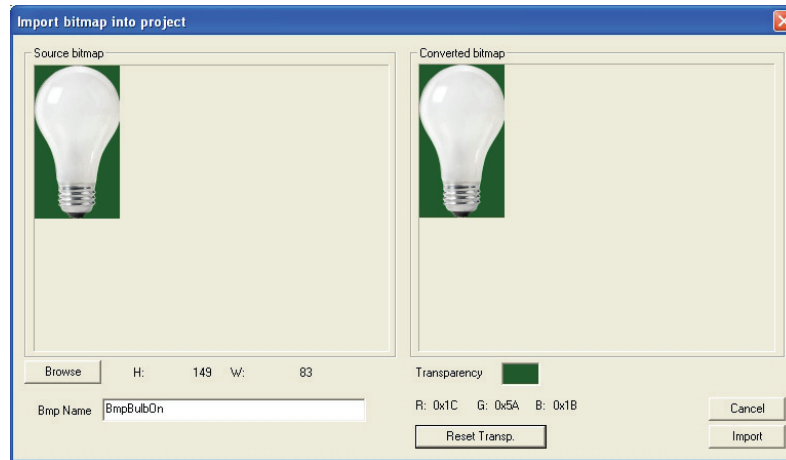 Import bitmap into project
Source bitmap
Converted bitmap
Browse H: 149 W: 83
Transparency
Bmp Name BmpBulbOn
R: 0x1C G: 0x5A B: 0x1B
Cancel
Reset Transp.
Import